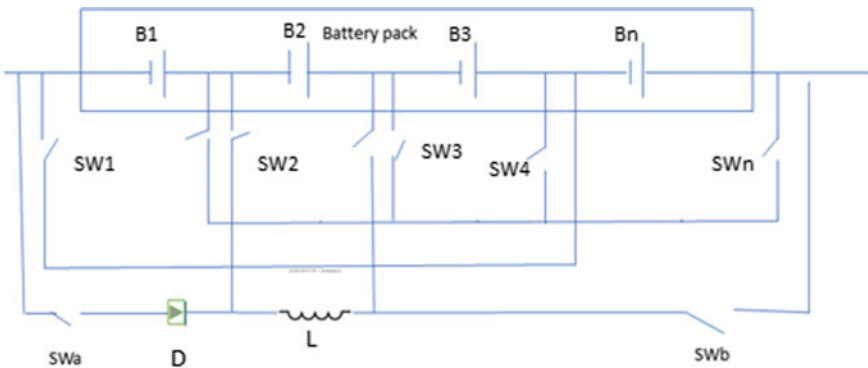 B1
B2
Battery pack
B3
Bn
SW1
SW2
SW3
SW4
SWn
SWa
D
L
SWb